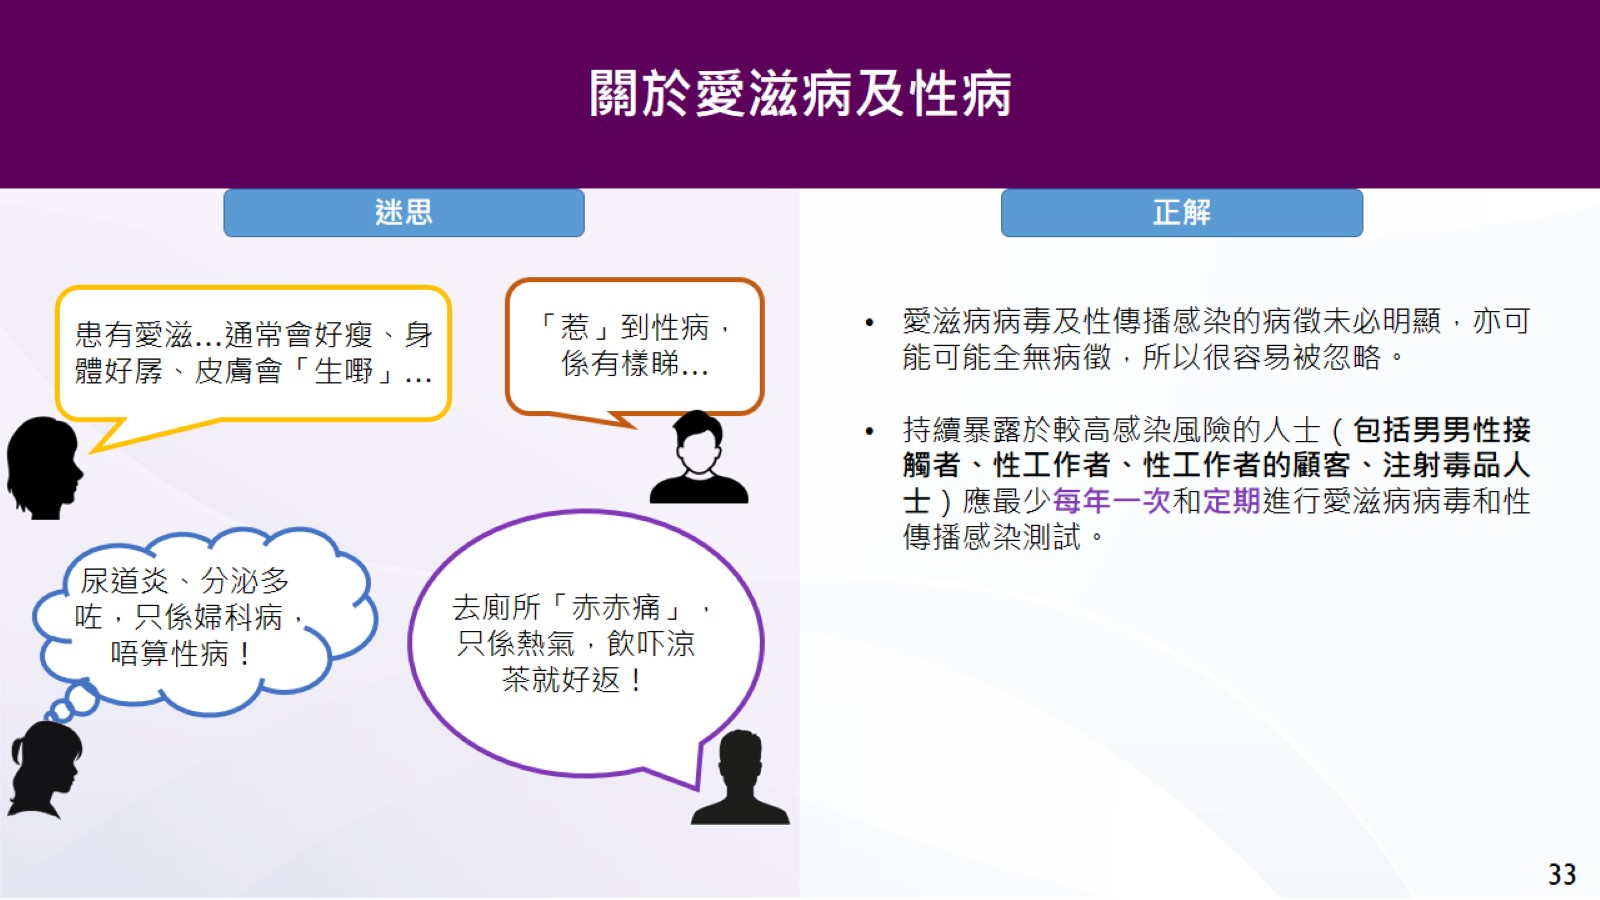 關於愛滋病及性病
迷思
患有愛滋...通常會好瘦、身
體好孱、皮膚會「生嘢」...
「惹」到性病，
係有樣睇...
尿道炎、分泌多
咗，只係婦科病，
唔算性病！
去廁所「赤赤痛」，
只係熱氣，飲吓涼
茶就好返！
正解
• 愛滋病病毒及性傳播感染的病徵未必明顯，亦可
能可能全無病徵，所以很容易被忽略。
• 持續暴露於較高感染風險的人士（包括男男性接
觸者、性工作者、性工作者的顧客、注射毒品人
士）應最少每年一次和定期進行愛滋病病毒和性
傳播感染測試。
33